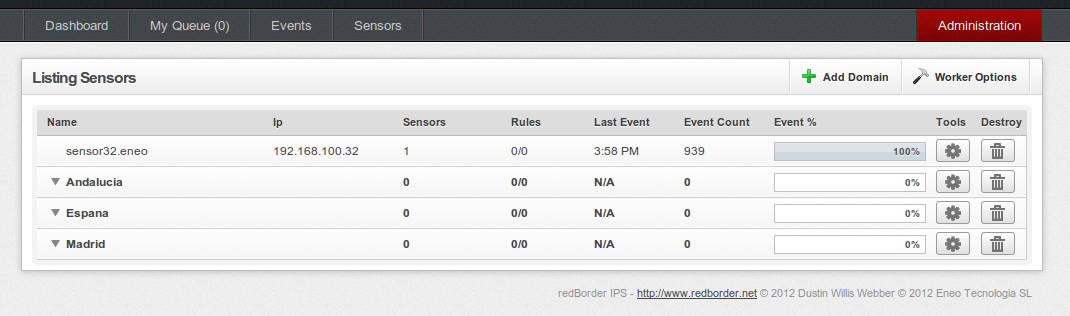 Dashboard My Queue (0) Events Sensors Administration
Listing Sensors Add Domain Worker Options
Name Ip Sensors Rules Last Event Event Count Event % Tools Destroy
sensor32.eneo 192.168.100.32 1 0/0 3:58 PM 939 100%
Andalucia 0 0/0 N/A 0 0%
Espana 0 0/0 N/A 0 0%
Madrid 0 0/0 N/A 0 0%
redBorder IPS - http://www.redborder.net © 2012 Dustin Willis Webber © 2012 Eneo Tecnologia SL